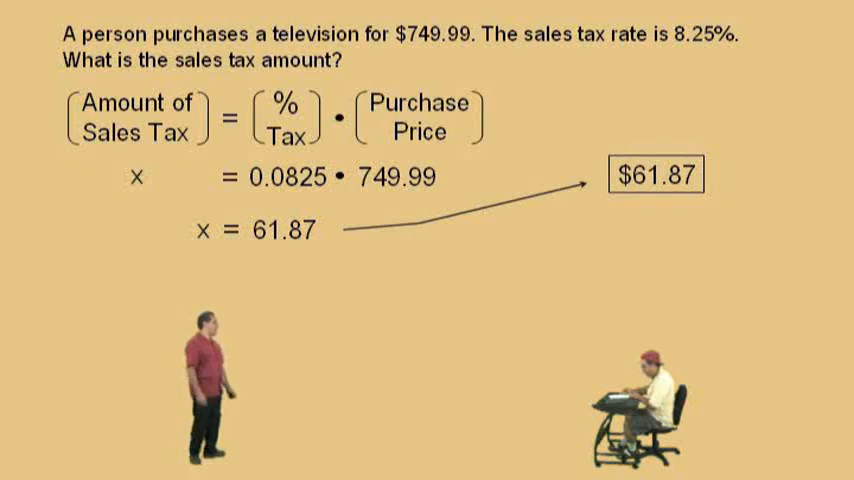 A person purchases a television for $749.99. The sales tax rate is 8.25%.
What is the sales tax amount?
Amount of Sales Tax = % Tax • Purchase Price
x = 0.0825 • 749.99
x = 61.87
$61.87